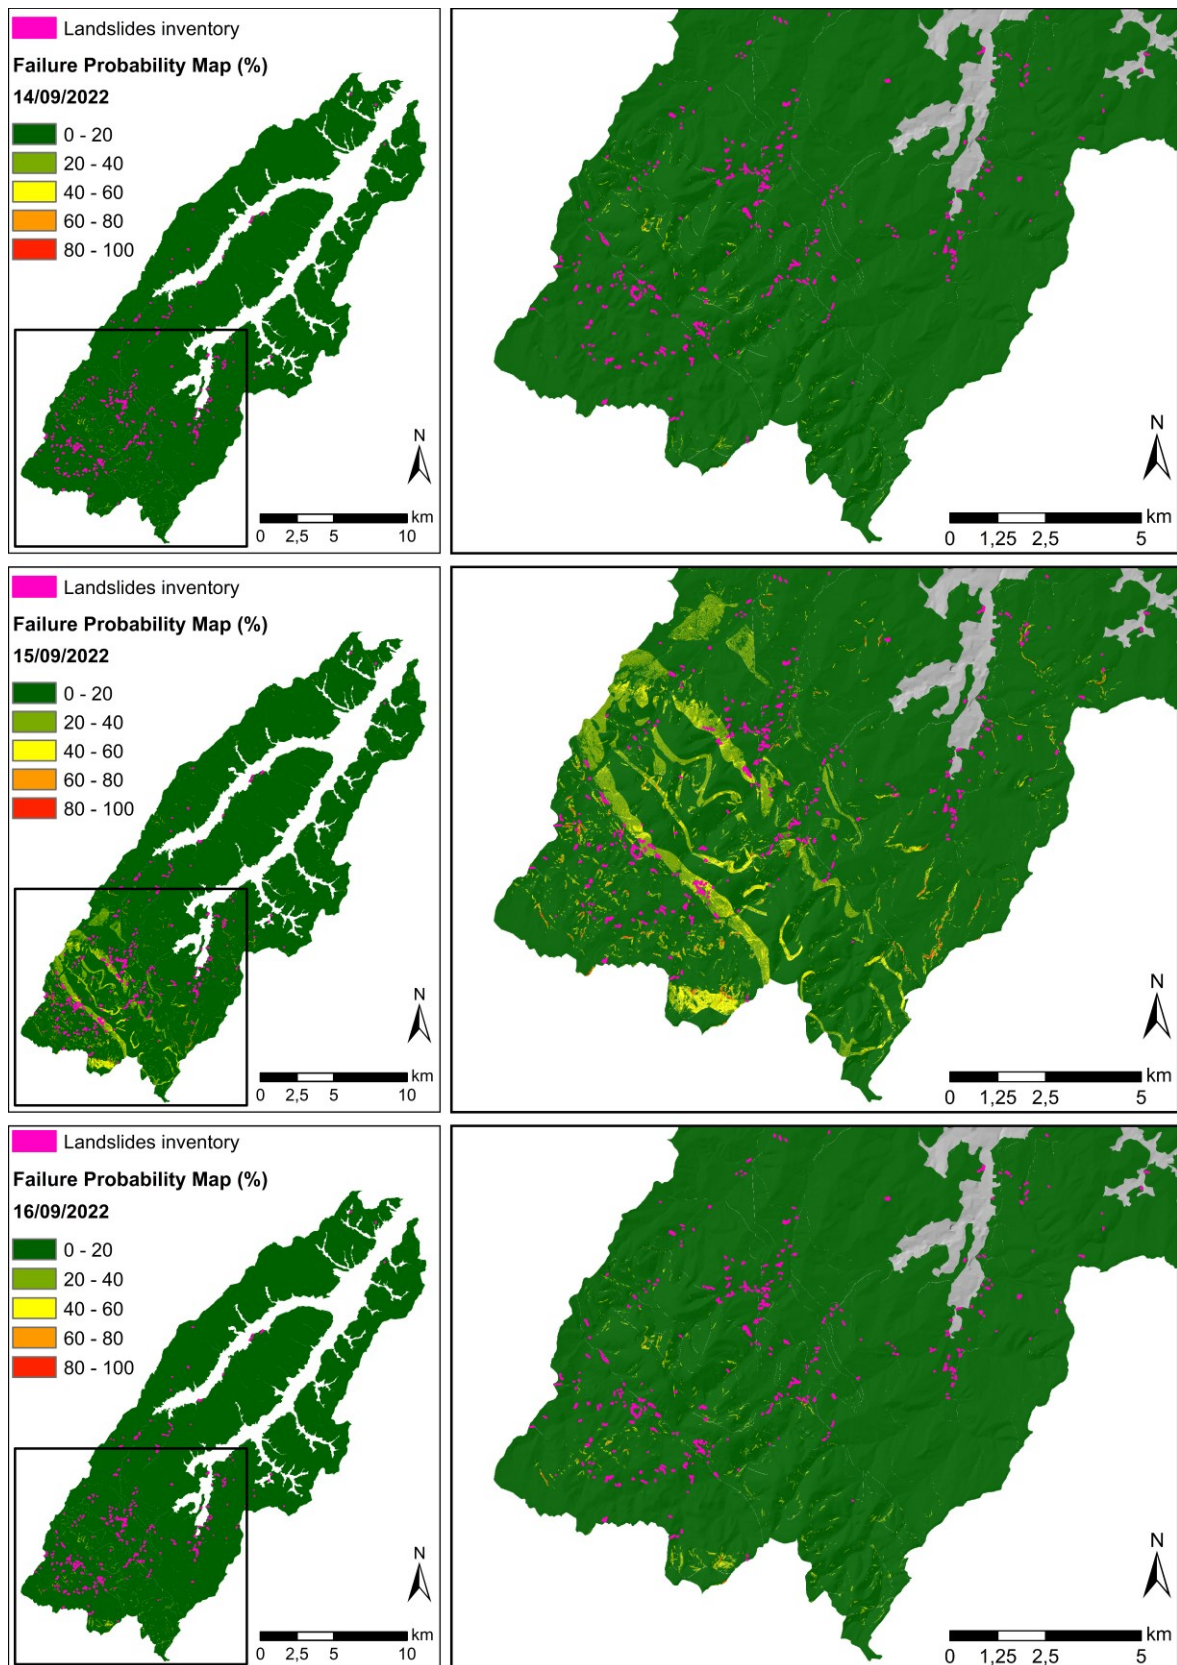 Landslides inventory
Failure Probability Map (%)
14/09/2022
0 - 20
20 - 40
40 - 60
60 - 80
80 - 100
N
km
0 2,5 5 10
N
km
0 1,25 2,5 5
Landslides inventory
Failure Probability Map (%)
15/09/2022
0 - 20
20 - 40
40 - 60
60 - 80
80 - 100
N
km
0 2,5 5 10
N
km
0 1,25 2,5 5
Landslides inventory
Failure Probability Map (%)
16/09/2022
0 - 20
20 - 40
40 - 60
60 - 80
80 - 100
N
km
0 2,5 5 10
N
km
0 1,25 2,5 5